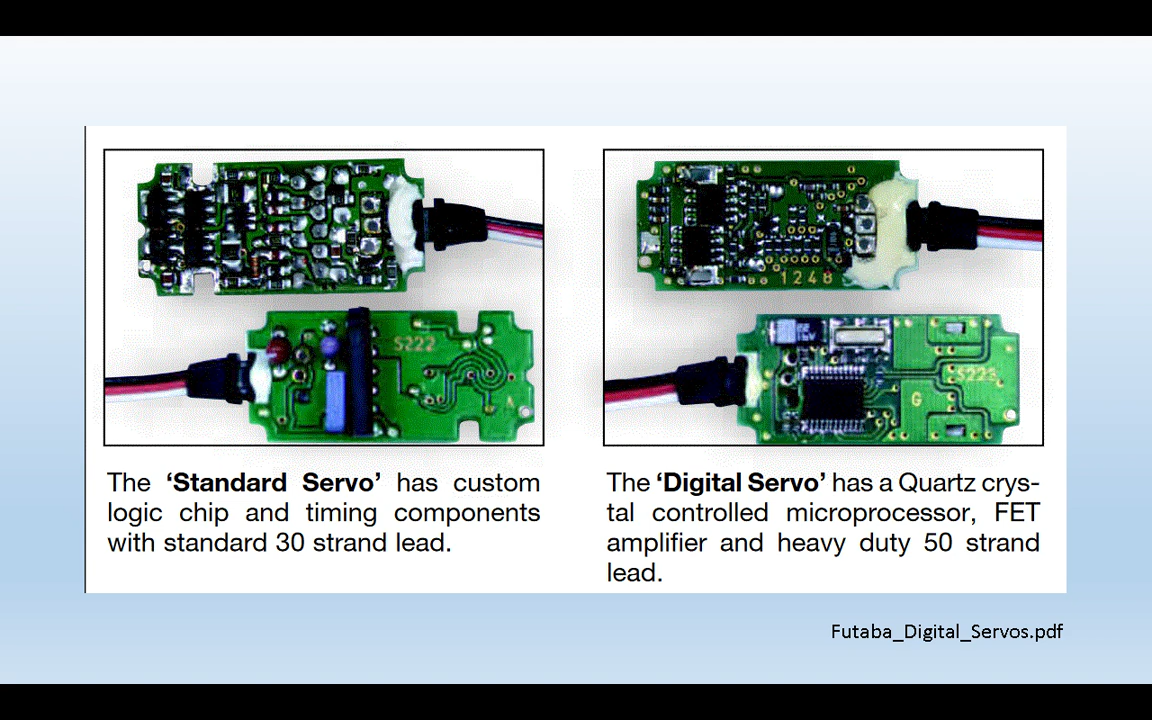 1248
S222
S223
G
The ‘Standard Servo’ has custom
logic chip and timing components
with standard 30 strand lead.
The ‘Digital Servo’ has a Quartz crys-
tal controlled microprocessor, FET
amplifier and heavy duty 50 strand
lead.
Futaba_Digital_Servos.pdf